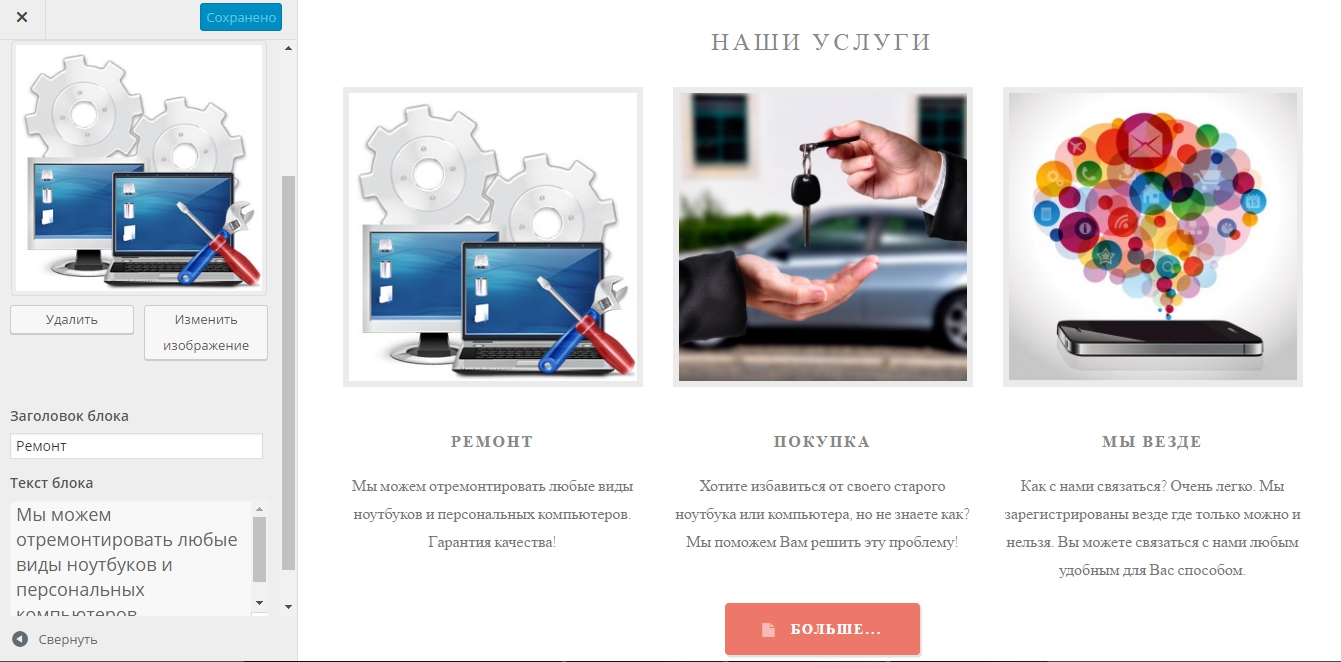 Сохранено
Удалить
Изменить
изображение
Заголовок блока
Ремонт
Текст блока
Мы можем
отремонтировать любые
виды ноутбуков и
персональных
компьютеров.
Свернуть
НАШИ УСЛУГИ
РЕМОНТ
Мы можем отремонтировать любые виды
ноутбуков и персональных компьютеров.
Гарантия качества!
ПОКУПКА
Хотите избавиться от своего старого
ноутбука или компьютера, но не знаете как?
Мы поможем Вам решить эту проблему!
МЫ ВЕЗДЕ
Как с нами связаться? Очень легко. Мы
зарегистрированы везде где только можно и
нельзя. Вы можете связаться с нами любым
удобным для Вас способом.
БОЛЬШЕ...